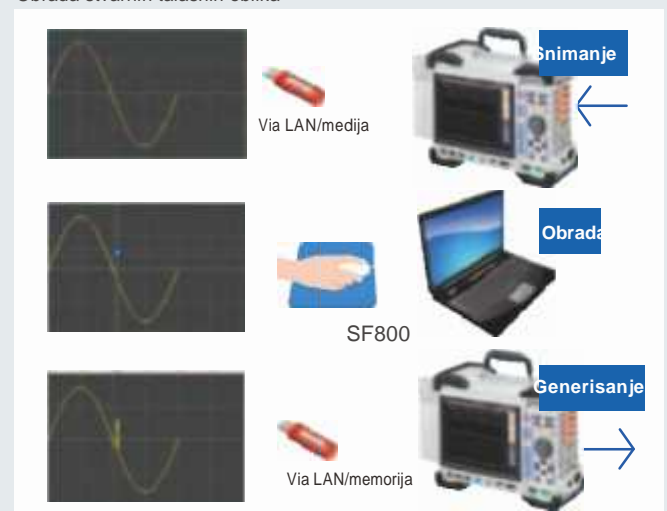 Snimanje
Via LAN/medija
Obrada
SF800
Generisanje
Via LAN/memorija